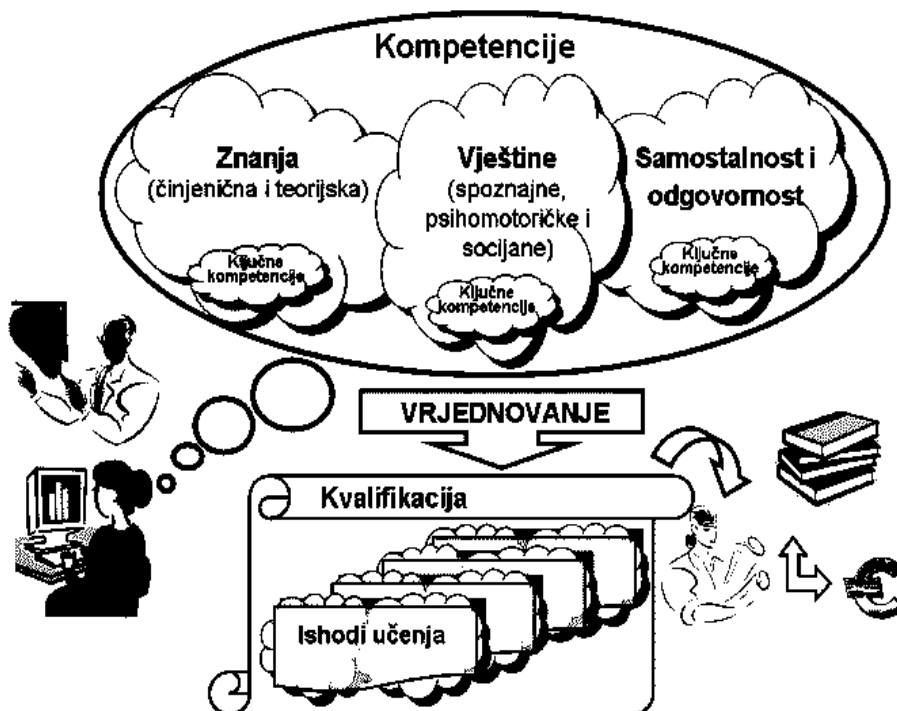 Kompetencije
Znanja
(činjenična i teorijska)
Ključne
kompetencije
Vještine
(spoznajne,
psihomotoričke i
socijane)
Ključne
kompetencije
Samostalnost i
odgovornost
Ključne
kompetencije
VRJEDNOVANJE
Kvalifikacija
Ishodi učenja